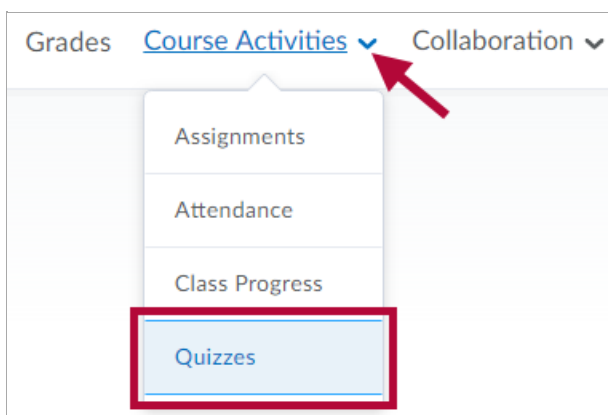 Grades Course Activities Collaboration
Assignments
Attendance
Class Progress
Quizzes